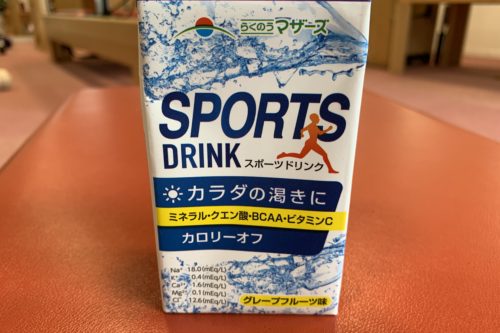 らくのうマザーズ
SPORTS
DRINK スポーツドリンク
カラダの渇きに
ミネラル・クエン酸・BCAA・ビタミンC
カロリーオフ
Na⁺ 18.0(mEq/L)
K⁺ 0.4(mEq/L)
Ca²⁺ 1.6(mEq/L)
Mg²⁺ 0.1(mEq/L)
Cl⁻ 12.6(mEq/L)
グレープフルーツ味